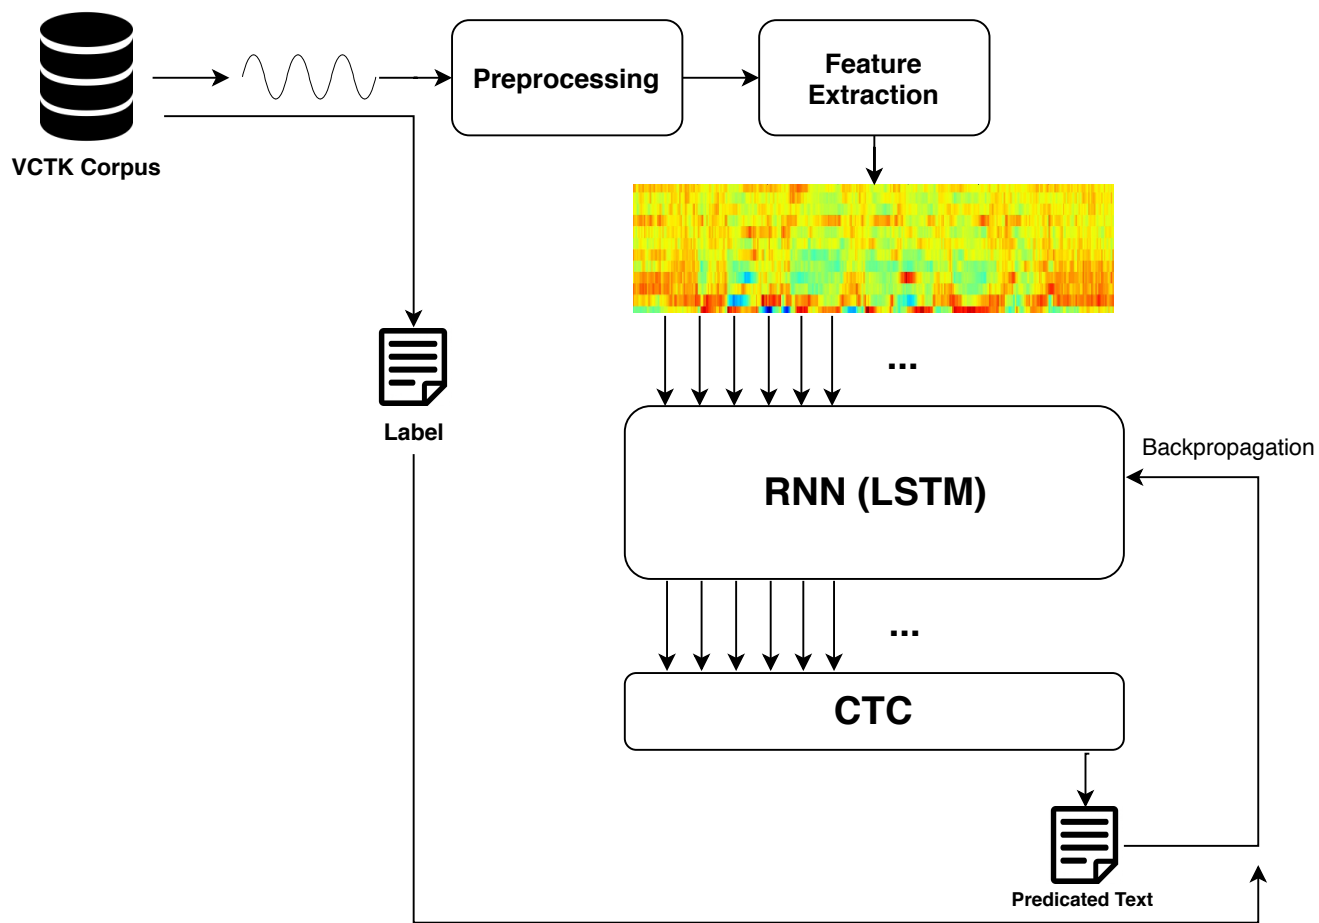 Preprocessing
Feature
Extraction
VCTK Corpus
...
Label
Backpropagation
RNN (LSTM)
...
CTC
Predicated Text